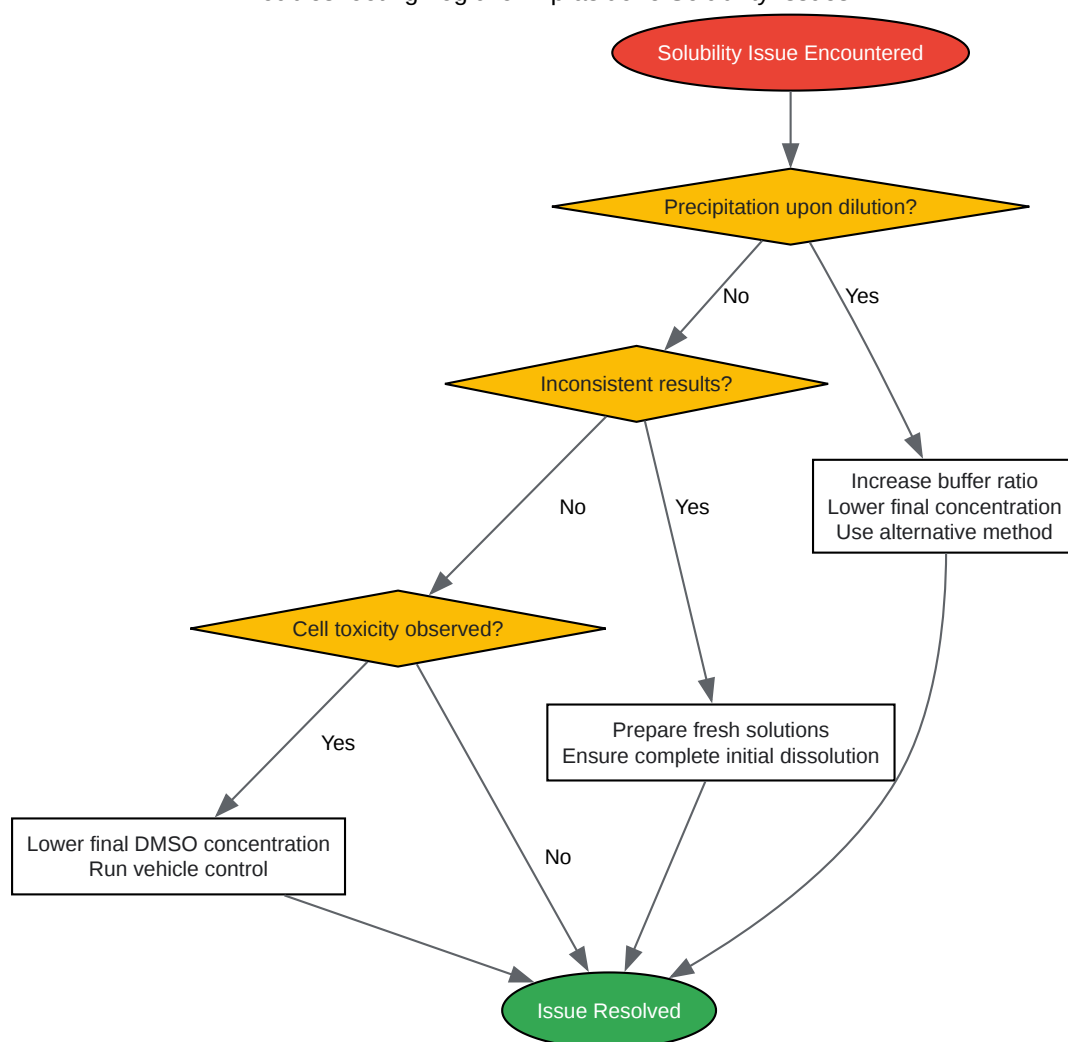 Solubility Issue Encountered
Precipitation upon dilution?
No
Yes
Inconsistent results?
Increase buffer ratio
Lower final concentration
Use alternative method
No
Yes
Cell toxicity observed?
Prepare fresh solutions
Ensure complete initial dissolution
Yes
Lower final DMSO concentration
Run vehicle control
No
Issue Resolved